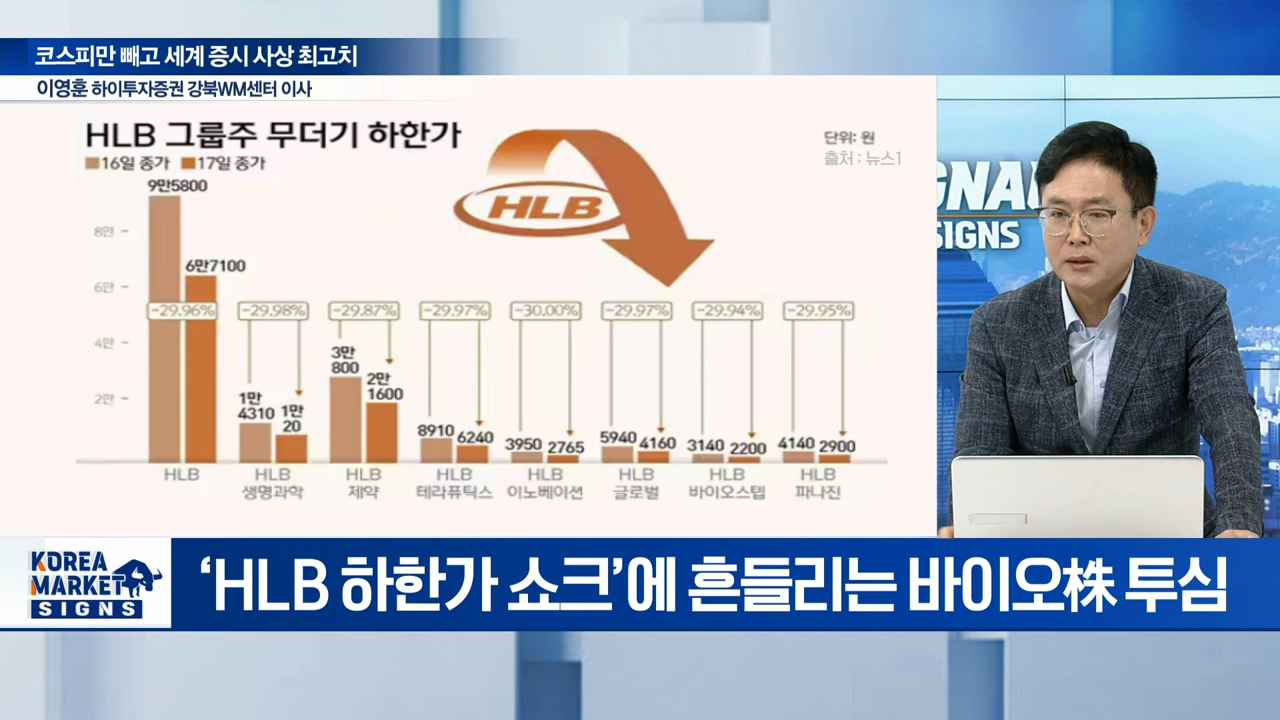 코스피만 빼고 세계 증시 사상 최고치
이영훈 하이투자증권 강북WM센터 이사
HLB 그룹주 무더기 하한가
단위: 원
출처 : 뉴스1
16일 종가 17일 종가
HLB
9만5800
6만7100
8만
6만
4만
2만
-29.96% -29.98% -29.87% -29.97% -30.00% -29.97% -29.94% -29.95%
1만
4310
1만
20
3만
800
2만
1600
8910 6240 3950 2765 5940 4160 3140 2200 4140 2900
HLB HLB HLB HLB HLB HLB HLB HLB
생명과학 제약 테라퓨틱스 이노베이션 글로벌 바이오스텝 파나진
SIGNS
KOREA
MARKET
SIGNS
‘HLB 하한가 쇼크’에 흔들리는 바이오株 투심